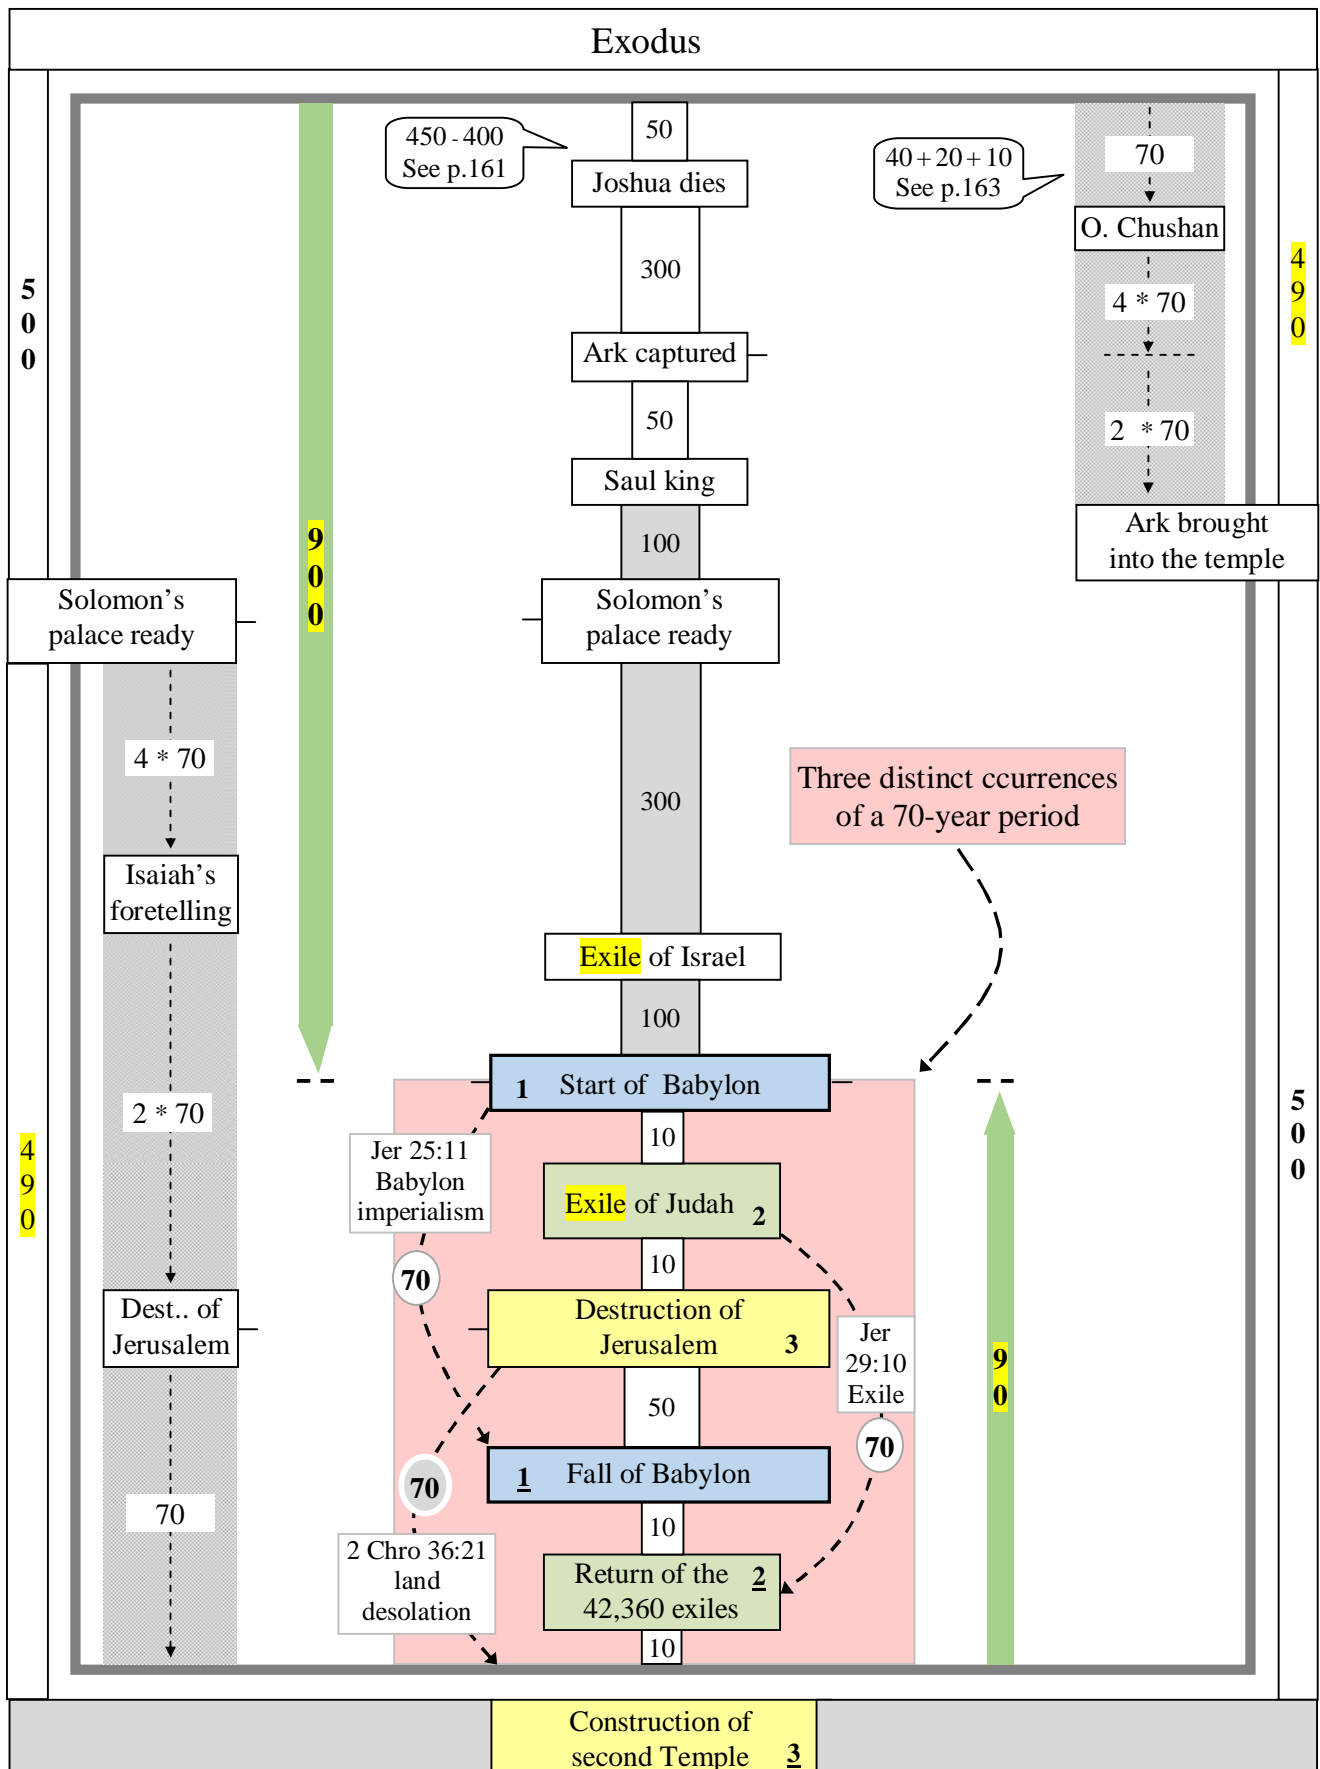 Exodus
50
450 - 400
See p.161
Joshua dies
40 + 20 + 10
See p.163
70
O. Chushan
300
5
0
0
4
9
0
4 * 70
Ark captured
50
2 * 70
Saul king
9
0
0
100
Ark brought
into the temple
Solomon's
palace ready
Solomon's
palace ready
4 * 70
300
Three distinct ccurrences
of a 70-year period
Isaiah's
foretelling
Exile of Israel
100
1 Start of Babylon
2 * 70
5
0
0
4
9
0
10
Jer 25:11
Babylon
imperialism
Exile of Judah 2
70
10
Dest.. of
Jerusalem
Destruction of
Jerusalem 3
Jer
29:10
Exile
9
0
50
70
1 Fall of Babylon
70
70
10
2 Chro 36:21
land
desolation
Return of the 2
42,360 exiles
10
Construction of
second Temple 3